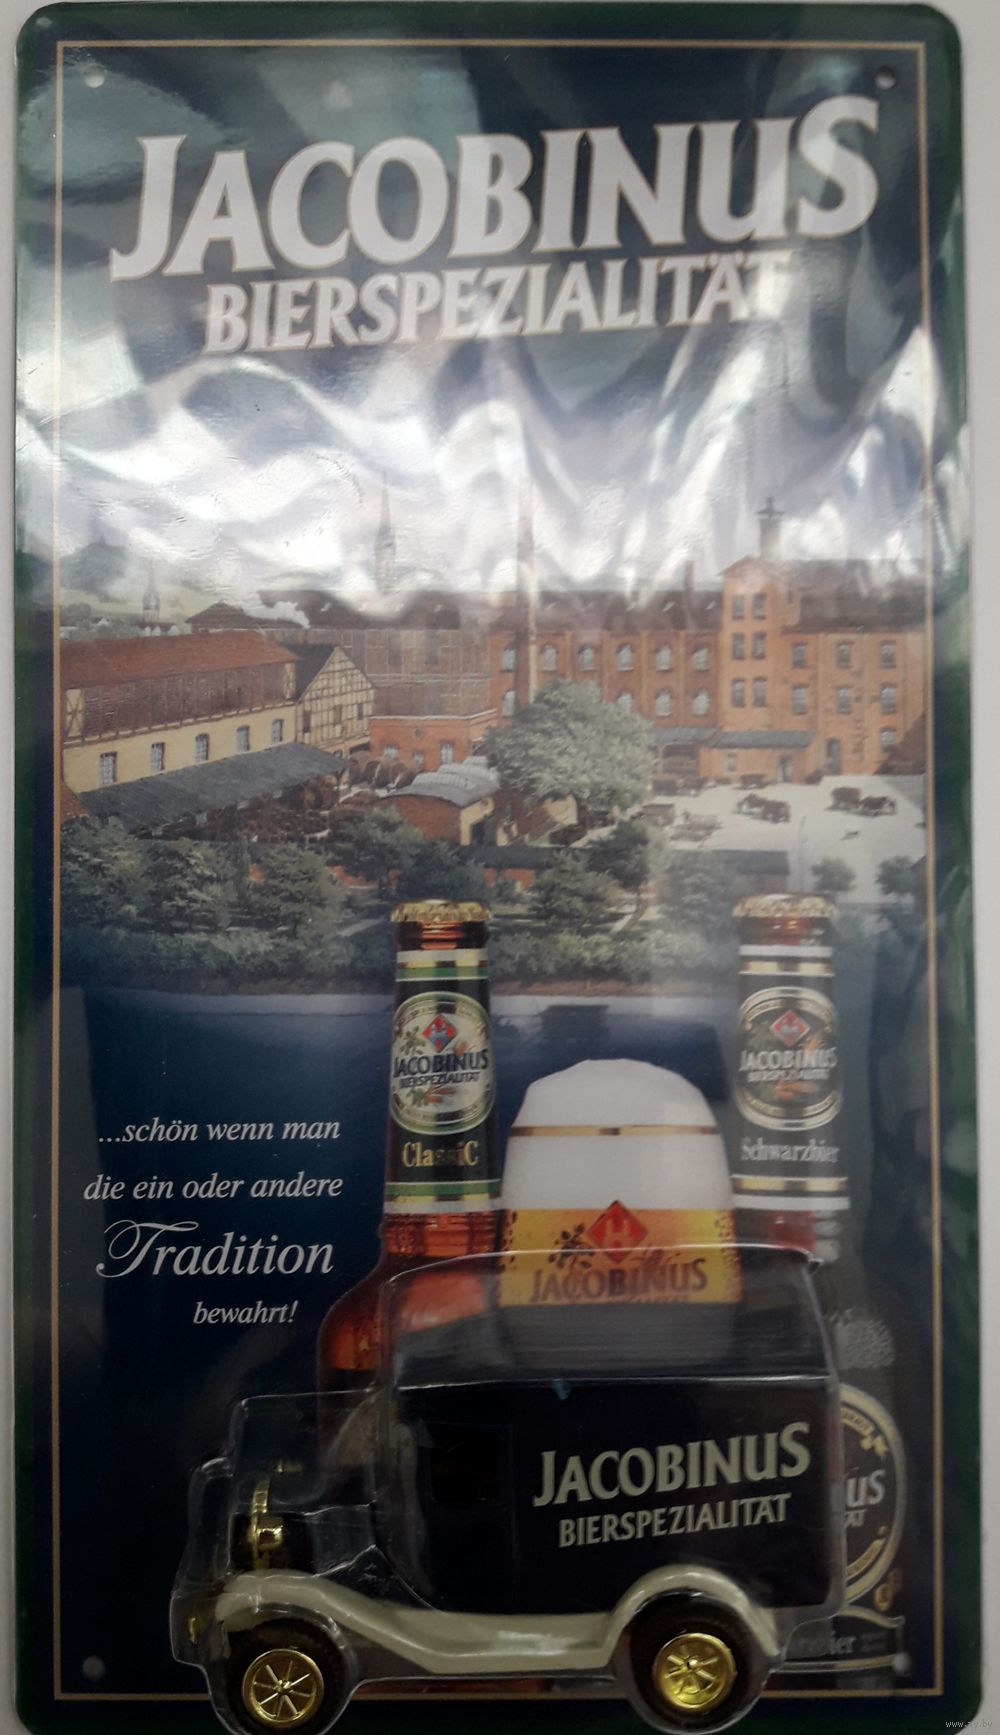 JACOBINUS
BIERSPEZIALITÄT
...schön wenn man
die ein oder andere
Tradition
bewahrt!
JACOBINUS
BIERSPEZIALITÄT
Classic
JACOBINUS
BIERSPEZIALITÄT
Schwarzbier
H
JACOBINUS
JACOBINUS
BIERSPEZIALITÄT